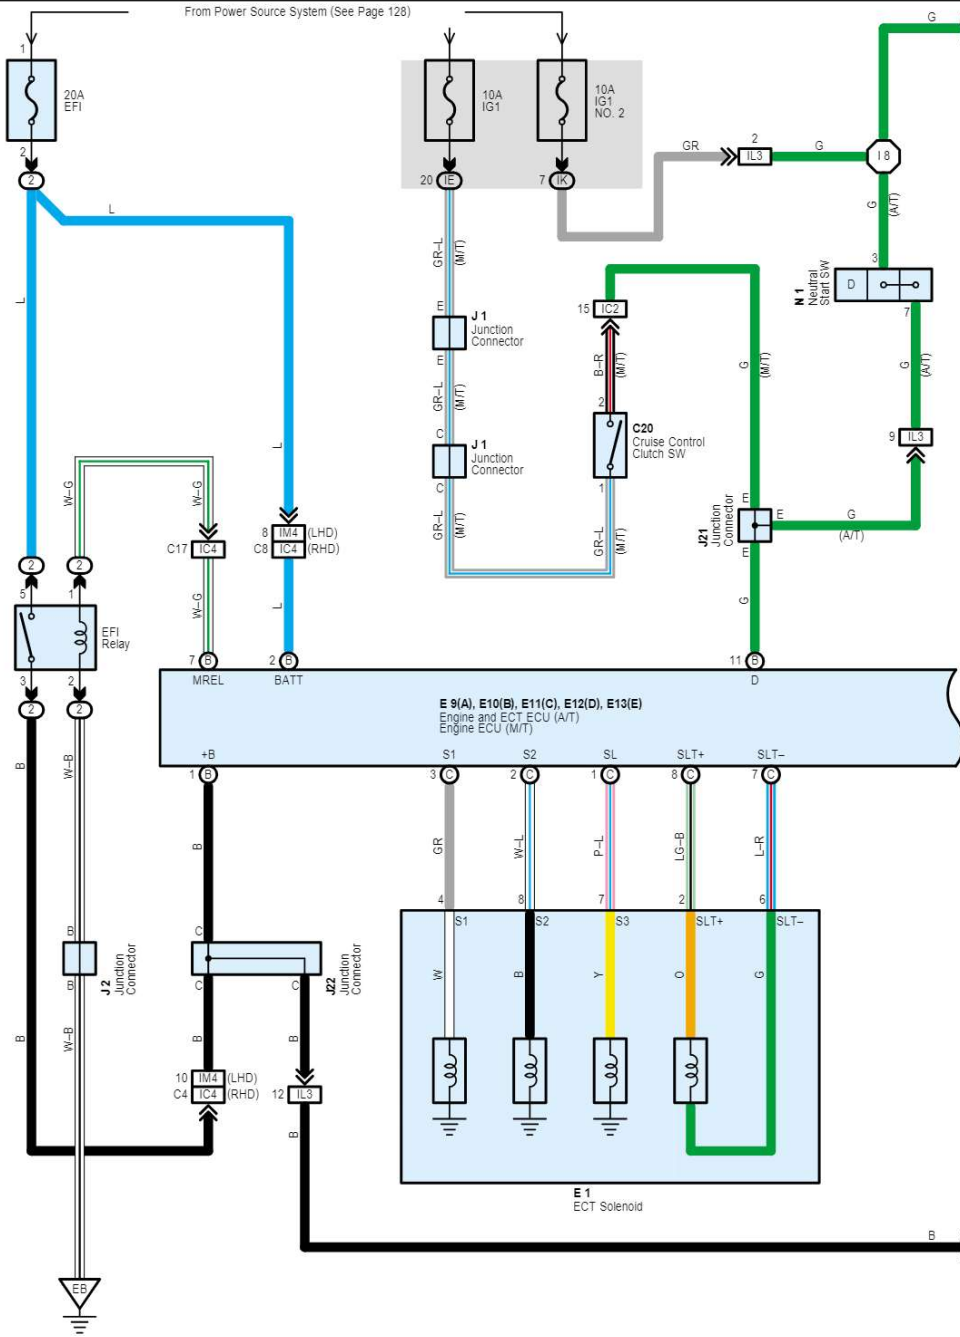 From Power Source System (See Page 128)
G
1
20A
EFI
10A
IG1
10A
IG1
NO. 2
2
2
20 IE
7 IK
GR
2
IL3
G
I 8
L
L
GR–L
(M/T)
G
(A/T)
3
N 1
Neutral
Start SW
D
7
E
J 1
Junction
Connector
E
15 IC2
B–R
(M/T)
G
(M/T)
G
(A/T)
GR–L
(M/T)
2
C20
Cruise Control
Clutch SW
1
9 IL3
C
J 1
Junction
Connector
C
L
W–G
W–G
GR–L
(M/T)
GR–L
(M/T)
E
J21
Junction
Connector
E
G
(A/T)
E
8 IM4 (LHD)
C8 IC4 (RHD)
C17 IC4
2
2
5
1
EFI
Relay
3
2
2
2
W–G
L
G
7 B
MREL
2 B
BATT
11 B
D
E 9(A), E10(B), E11(C), E12(D), E13(E)
Engine and ECT ECU (A/T)
Engine ECU (M/T)
+B
1 B
S1
3 C
S2
2 C
SL
1 C
SLT+
8 C
SLT–
7 C
B
W–B
B
GR
W–L
P–L
LG–B
L–R
4
S1
8
S2
7
S3
2
SLT+
6
SLT–
B
J 2
Junction
Connector
B
C
J22
Junction
Connector
C
C
W
B
Y
O
G
B
W–B
B
B
10 IM4 (LHD)
C4 IC4 (RHD)
12 IL3
B
E 1
ECT Solenoid
B
EB